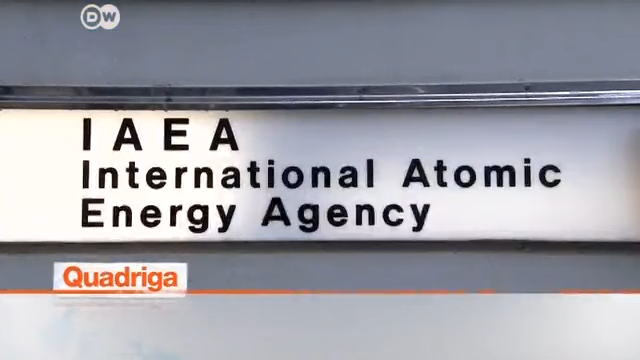 DW
IAEA
International Atomic
Energy Agency
Quadriga